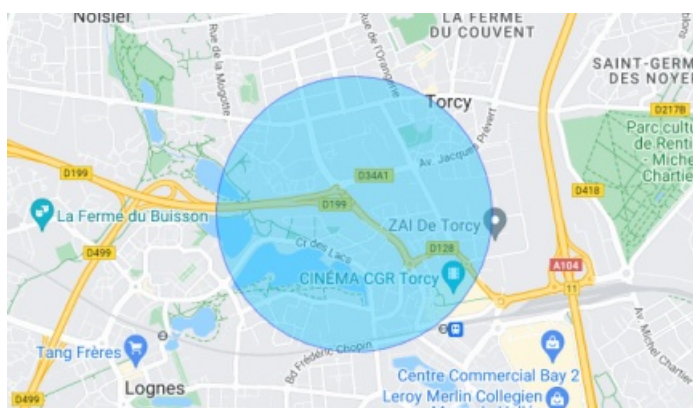 Noisiel
LA FERME
DU COUVENT
Rue de la Mogotte
Rue de l'Orangerie
SAINT-GERM
DES NOYE
Torcy
D217B
Av. Jacques Prévert
Parc cultu
de Renti
- Miche
Chartie
D199
D34A1
D418
D199
La Ferme du Buisson
ZAI De Torcy
D499
Ct des Lacs
D128
CINÉMA CGR Torcy
A104
11
Av. Michel Chartier
Tang Frères
Bd Frédéric Chopin
Centre Commercial Bay 2
Lognes
Leroy Merlin Collegien
D499